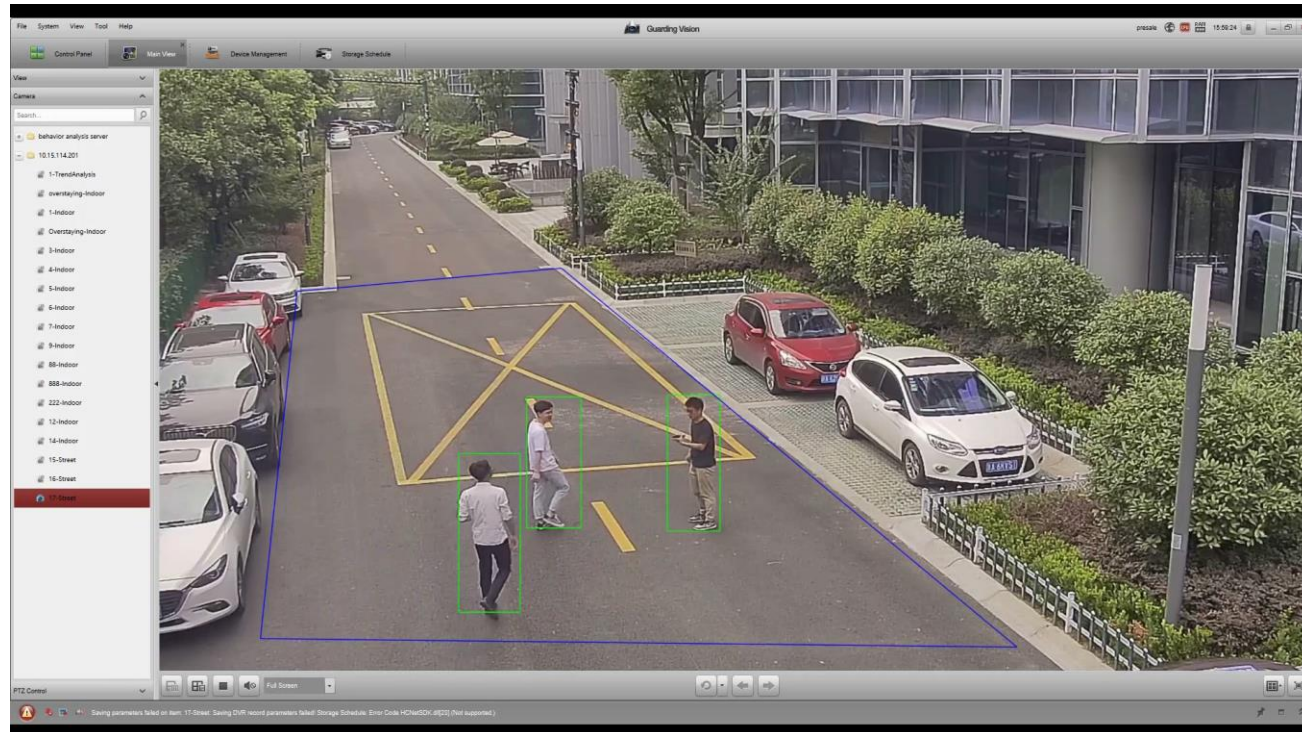 File System View Tool Help
Guarding Vision
presale
15:58:24
Control Panel
Main View
Device Management
Storage Schedule
View
Camera
Search...
behavior analysis server
10.15.114.201
1-TrendAnalysis
overstaying-Indoor
1-Indoor
Overstaying-Indoor
3-Indoor
4-Indoor
5-Indoor
6-Indoor
7-Indoor
9-Indoor
88-Indoor
888-Indoor
222-Indoor
12-Indoor
14-Indoor
15-Street
16-Street
17-Street
PTZ Control
Full Screen
Saving parameters failed on item: 17-Street. Saving DVR record parameters failed! Storage Schedule. Error Code HCNetSDK.dll[23] (Not supported.)